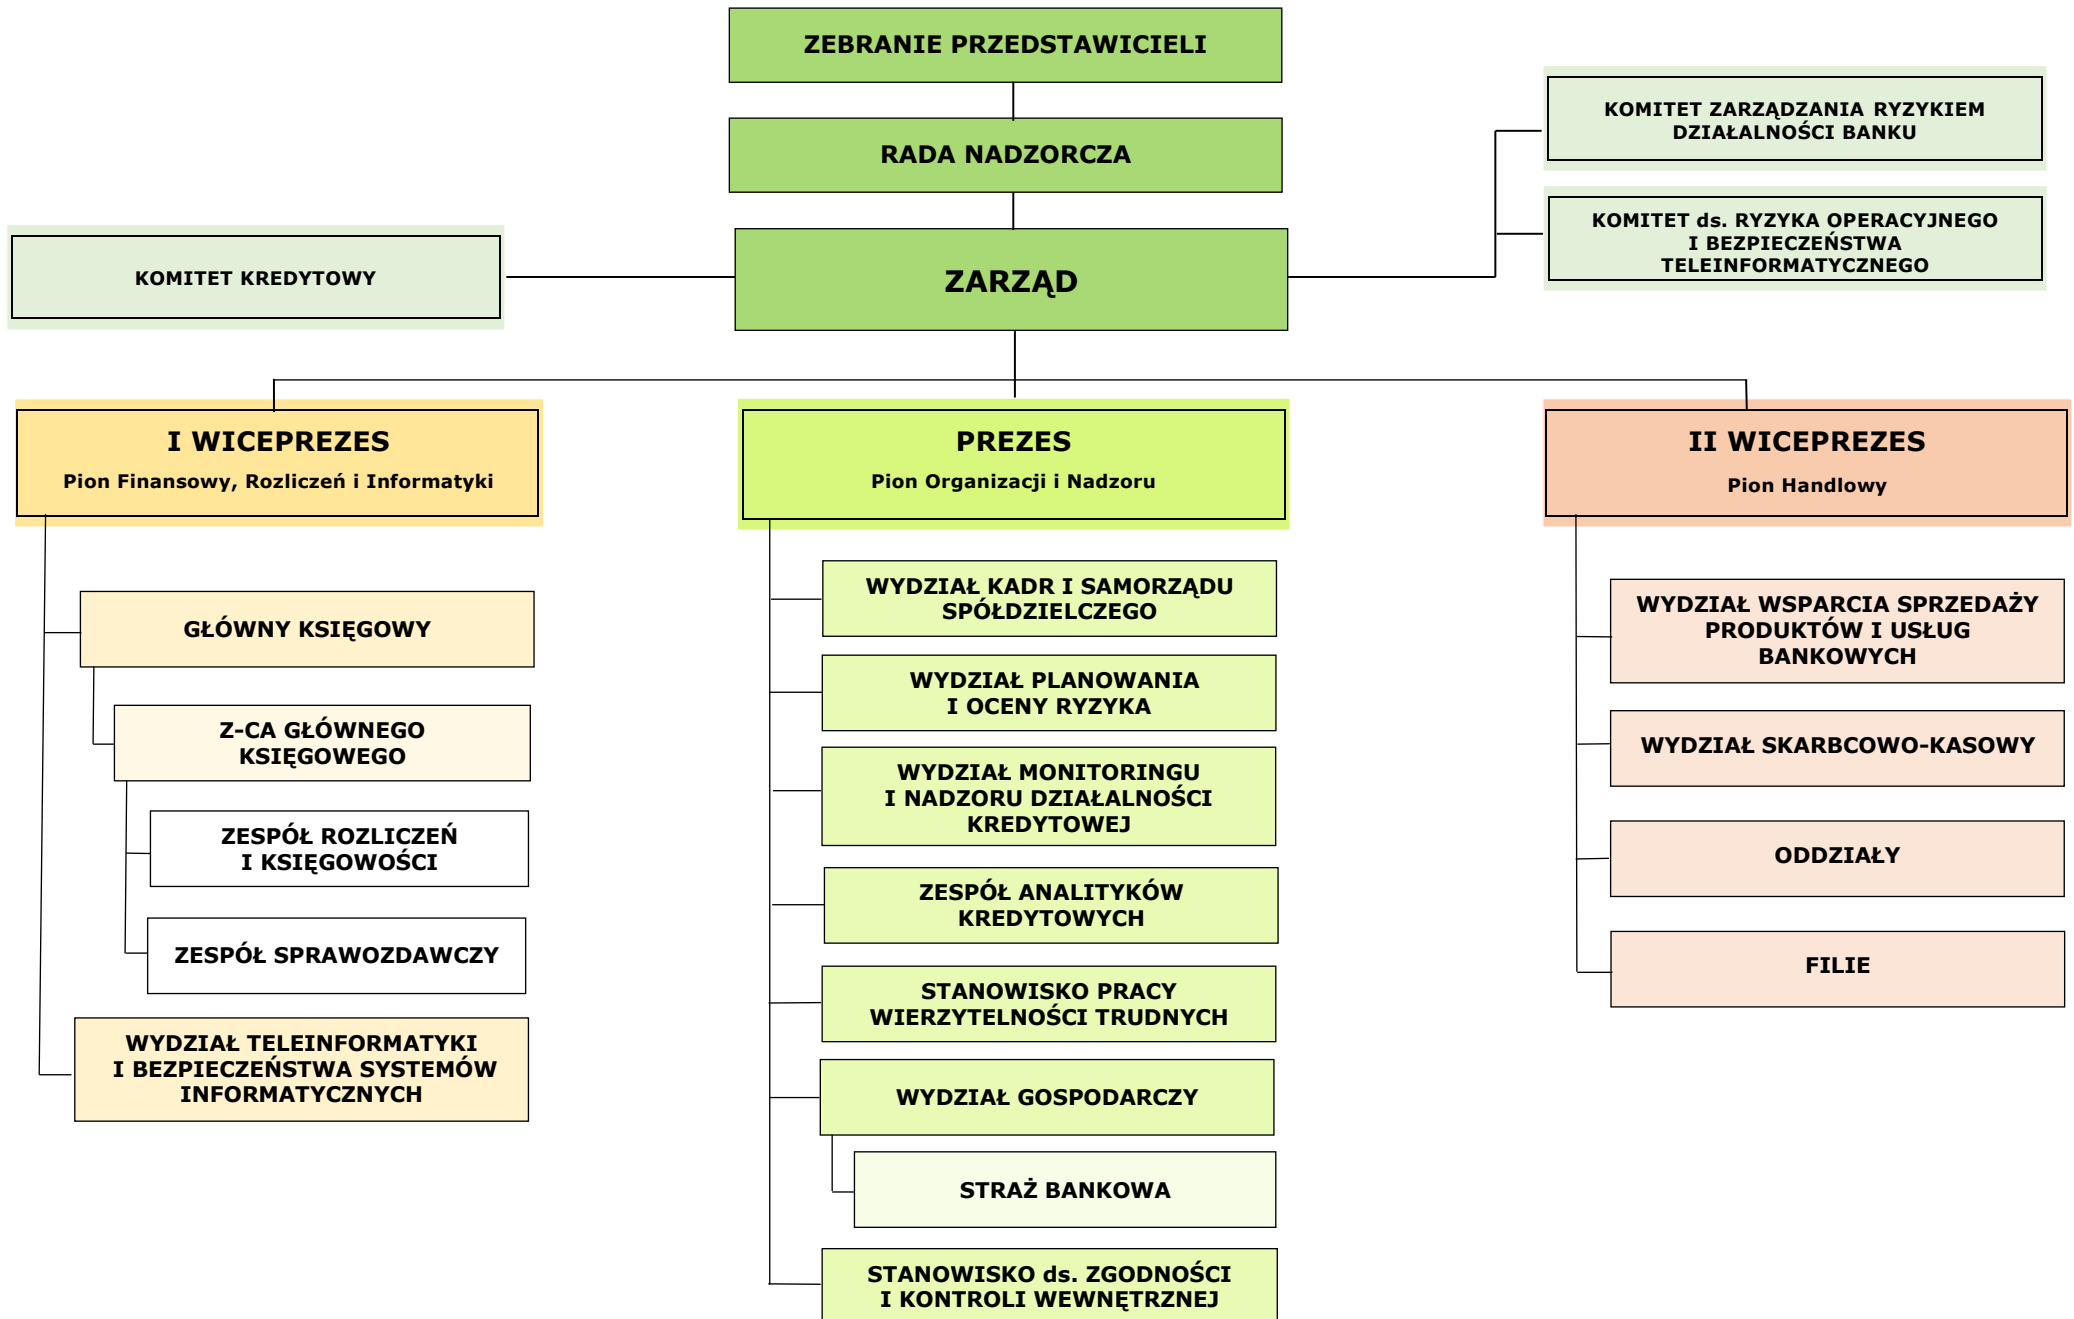 ZEBRANIE PRZEDSTAWICIELI
RADA NADZORCZA
ZARZĄD
KOMITET KREDYTOWY
KOMITET ZARZĄDZANIA RYZYKIEM
DZIAŁALNOŚCI BANKU
KOMITET ds. RYZYKA OPERACYJNEGO
I BEZPIECZEŃSTWA
TELEINFORMATYCZNEGO
I WICEPREZES
Pion Finansowy, Rozliczeń i Informatyki
GŁÓWNY KSIĘGOWY
Z-CA GŁÓWNEGO
KSIĘGOWEGO
ZESPÓŁ ROZLICZEŃ
I KSIĘGOWOŚCI
ZESPÓŁ SPRAWOZDAWCZY
WYDZIAŁ TELEINFORMATYKI
I BEZPIECZEŃSTWA SYSTEMÓW
INFORMATYCZNYCH
PREZES
Pion Organizacji i Nadzoru
WYDZIAŁ KADR I SAMORZĄDU
SPÓŁDZIELCZEGO
WYDZIAŁ PLANOWANIA
I OCENY RYZYKA
WYDZIAŁ MONITORINGU
I NADZORU DZIAŁALNOŚCI
KREDYTOWEJ
ZESPÓŁ ANALITYKÓW
KREDYTOWYCH
STANOWISKO PRACY
WIERZYTELNOŚCI TRUDNYCH
WYDZIAŁ GOSPODARCZY
STRAŻ BANKOWA
STANOWISKO ds. ZGODNOŚCI
I KONTROLI WEWNĘTRZNEJ
II WICEPREZES
Pion Handlowy
WYDZIAŁ WSPARCIA SPRZEDAŻY
PRODUKTÓW I USŁUG
BANKOWYCH
WYDZIAŁ SKARBCOWO-KASOWY
ODDZIAŁY
FILIE